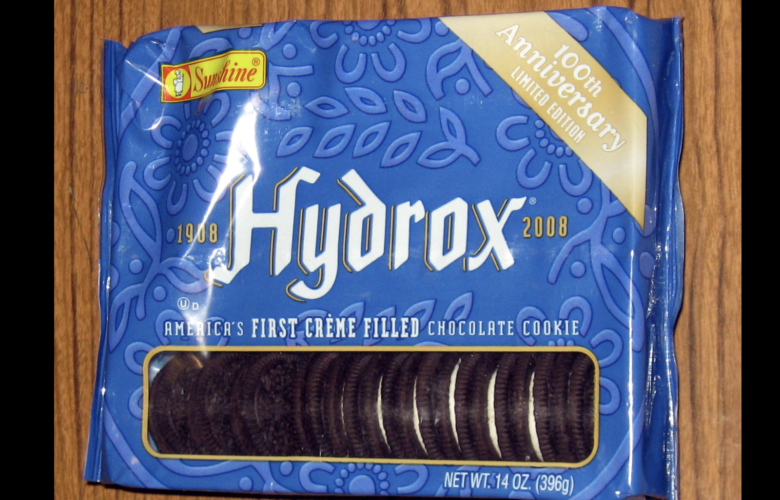 Sunshine®
100th
Anniversary
LIMITED EDITION
1908 Hydrox® 2008
U D
AMERICA'S FIRST CRÈME FILLED CHOCOLATE COOKIE
NET WT. 14 OZ. (396g)